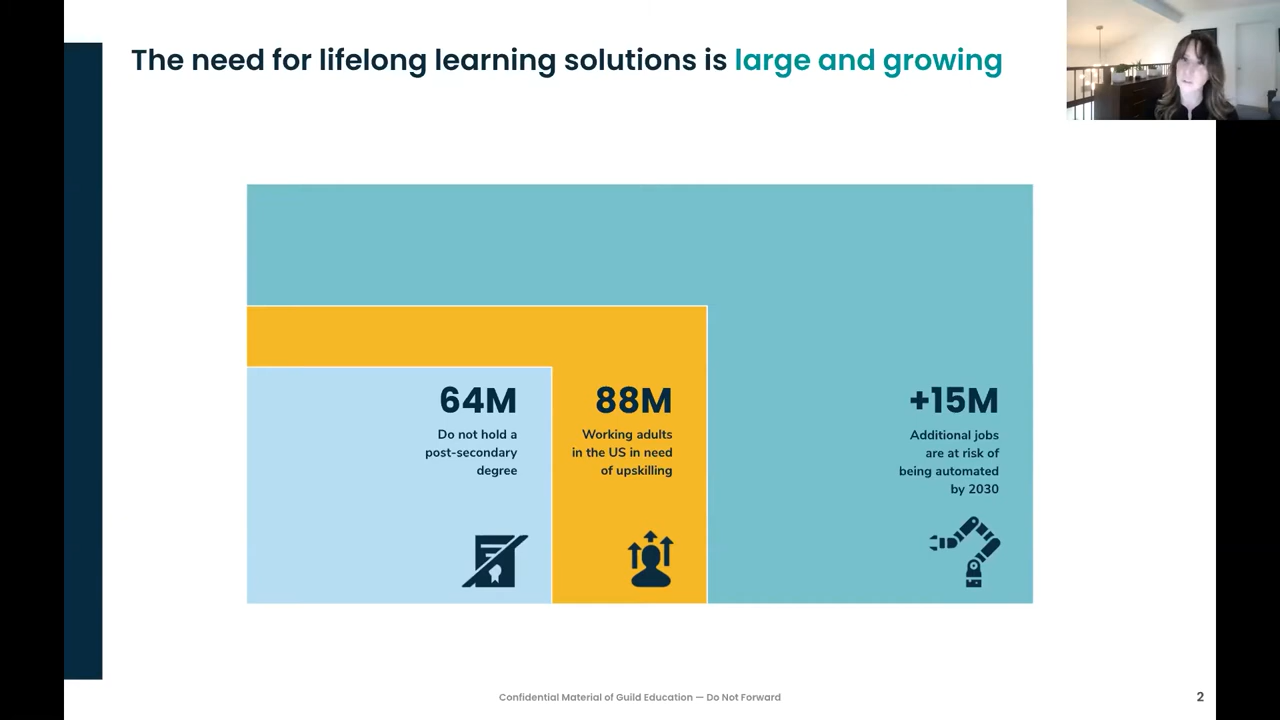 The need for lifelong learning solutions is large and growing
64M
Do not hold a
post-secondary
degree
88M
Working adults
in the US in need
of upskilling
+15M
Additional jobs
are at risk of
being automated
by 2030
Confidential Material of Guild Education — Do Not Forward
2